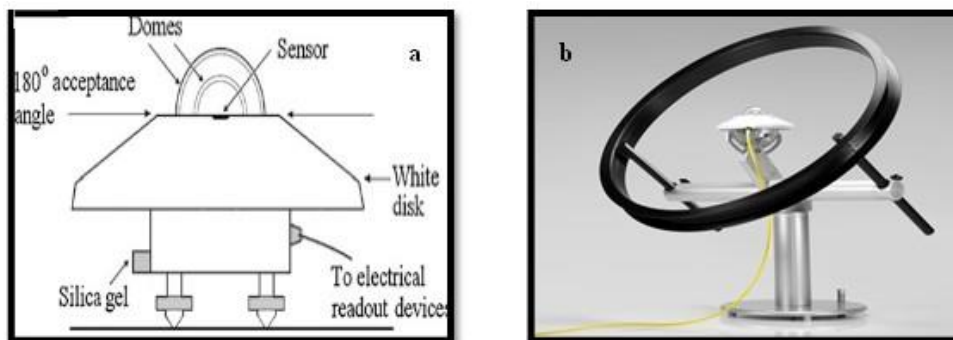 Domes
a
Sensor
180° acceptance
angle
White
disk
Silica gel
To electrical
readout devices
b